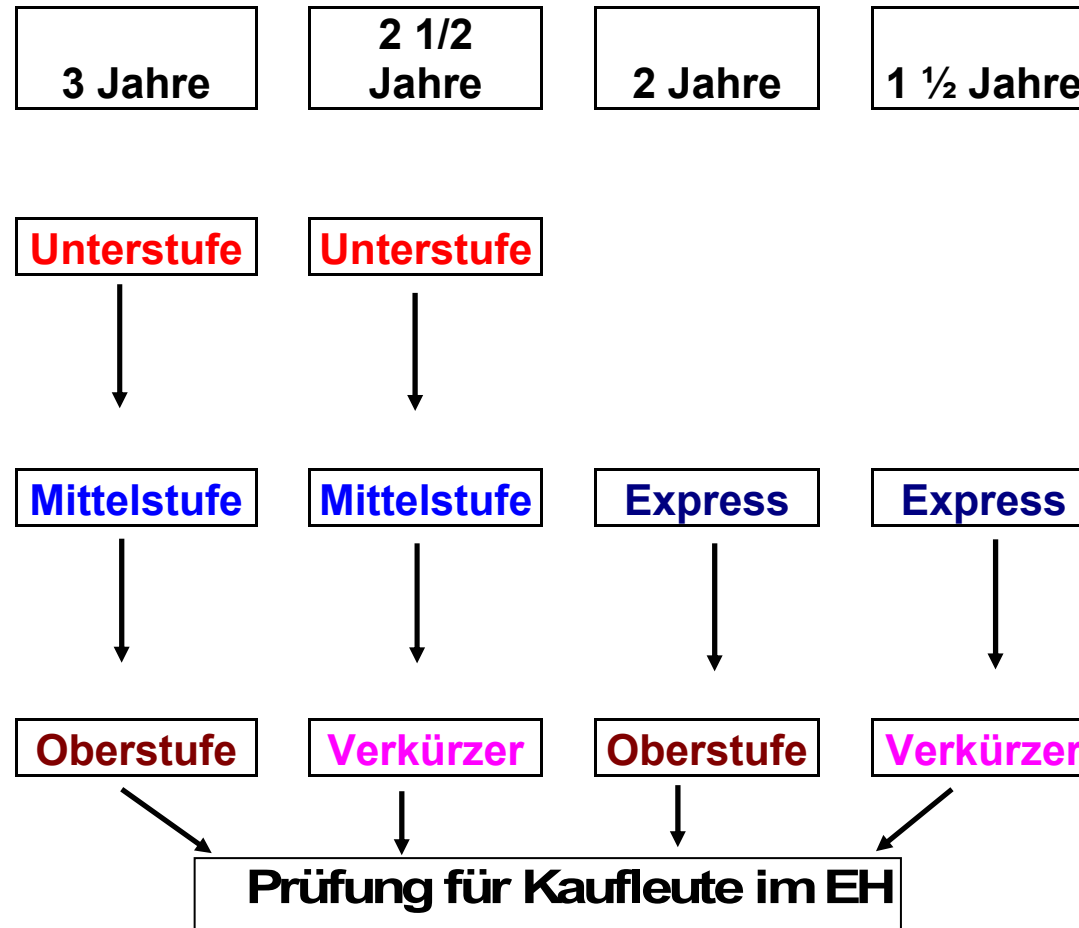 3 Jahre
2 1/2
Jahre
2 Jahre
1 ½ Jahre
Unterstufe
Unterstufe
Mittelstufe
Mittelstufe
Express
Express
Oberstufe
Verkürzer
Oberstufe
Verkürzer
Prüfung für Kaufleute im EH